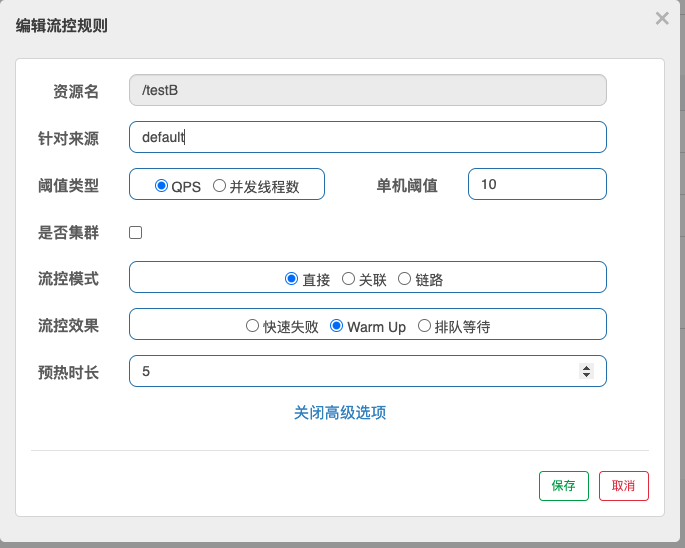 编辑流控规则 ×
资源名 /testB
针对来源 default
阈值类型 QPS 并发线程数 单机阈值 10
是否集群
流控模式 直接 关联 链路
流控效果 快速失败 Warm Up 排队等待
预热时长 5
关闭高级选项
保存 取消